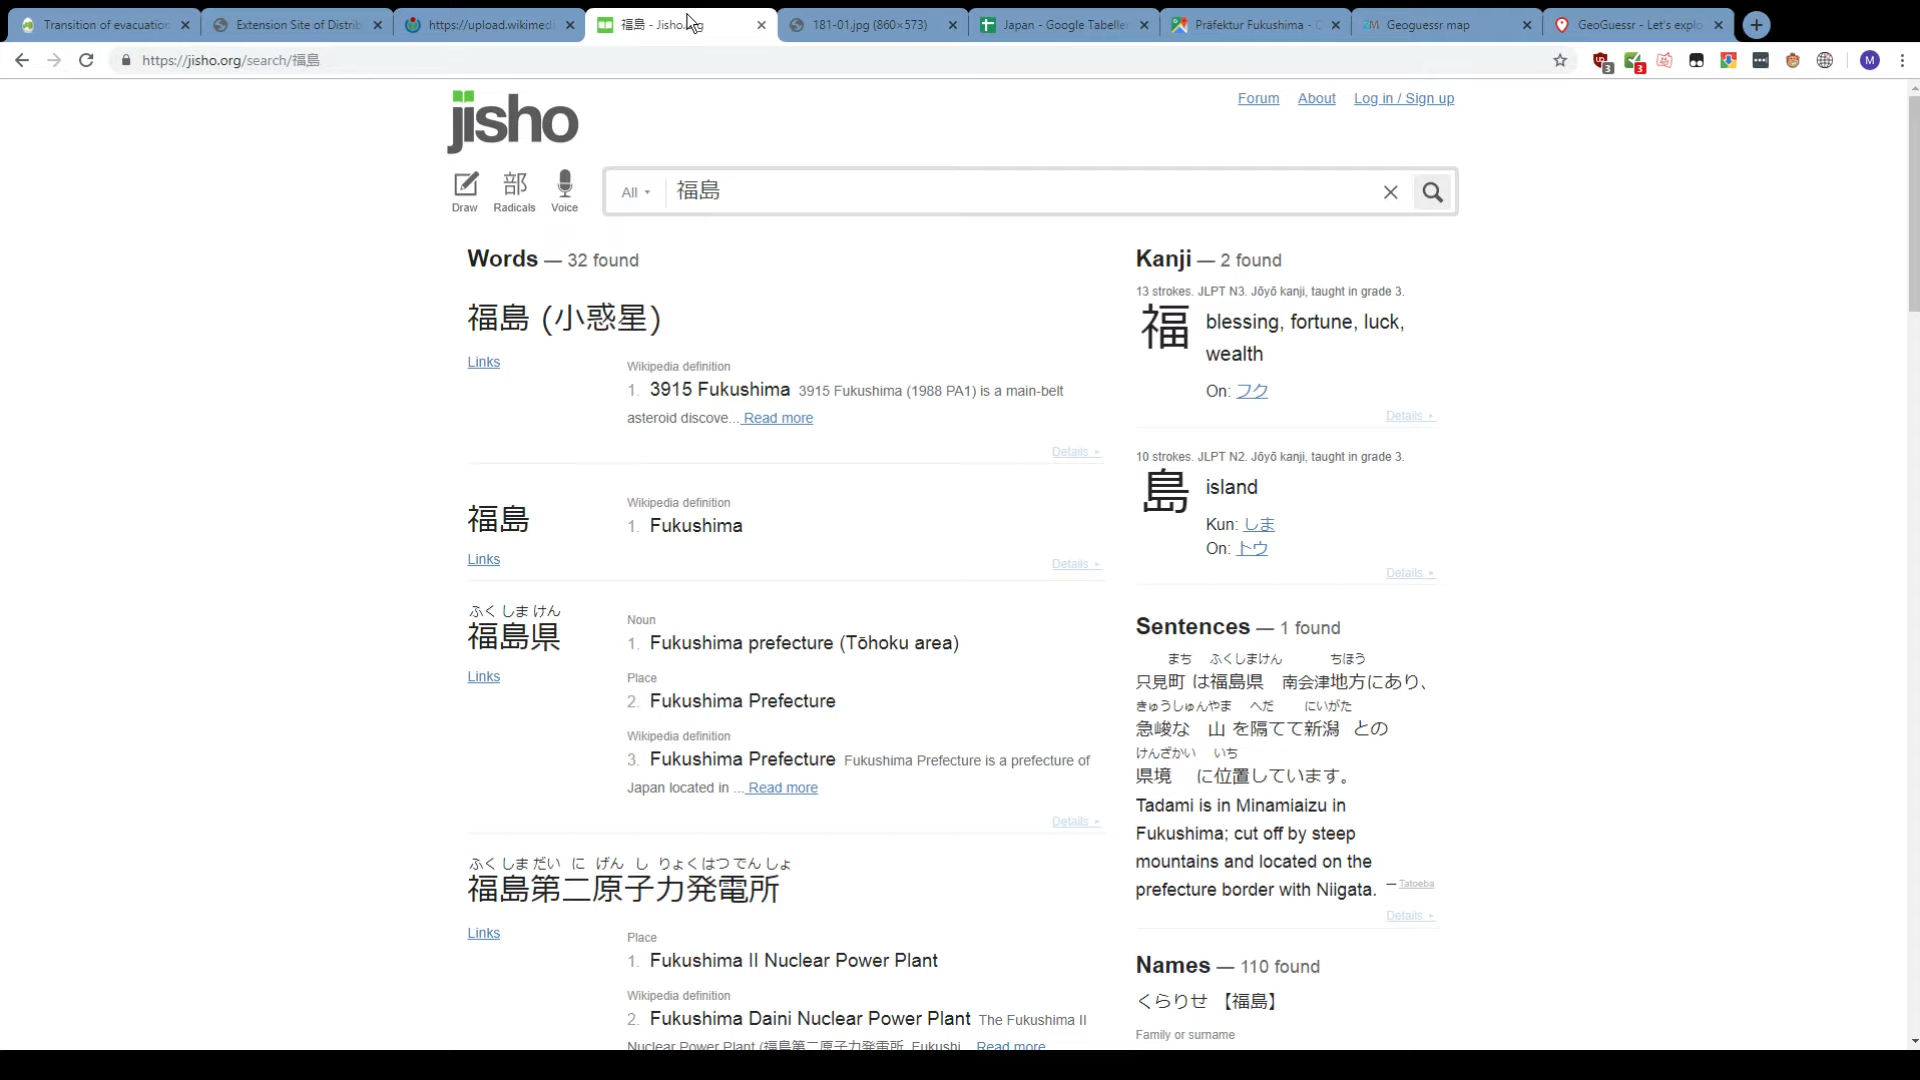 Transition of evacuation
Extension Site of Distrib
https://upload.wikimedi
福島 - Jisho.org
181-01.jpg (860×573)
Japan - Google Tabellen
Präfektur Fukushima -
Geoguessr map
GeoGuessr - Let's explo
https://jisho.org/search/福島
3
3
M
jisho
Forum
About
Log in / Sign up
Draw
部
Radicals
Voice
All
福島
Words — 32 found
福島 (小惑星)
Links
Wikipedia definition
1. 3915 Fukushima 3915 Fukushima (1988 PA1) is a main-belt
asteroid discove... Read more
Details
福島
Links
Wikipedia definition
1. Fukushima
Details
ふくしまけん
福島県
Links
Noun
1. Fukushima prefecture (Tōhoku area)
Place
2. Fukushima Prefecture
Wikipedia definition
3. Fukushima Prefecture Fukushima Prefecture is a prefecture of
Japan located in ... Read more
Details
ふくしまだいにげんしりょくはつでんしょ
福島第二原子力発電所
Links
Place
1. Fukushima II Nuclear Power Plant
Wikipedia definition
2. Fukushima Daini Nuclear Power Plant The Fukushima II
Nuclear Power Plant (福島第二原子力発電所, Fukushi... Read more
Kanji — 2 found
13 strokes. JLPT N3. Jōyō kanji, taught in grade 3.
福
blessing, fortune, luck,
wealth
On: フク
Details
10 strokes. JLPT N2. Jōyō kanji, taught in grade 3.
島
island
Kun: しま
On: トウ
Details
Sentences — 1 found
まち ふくしまけん ちほう
只見町は福島県南会津地方にあり、
きゅうしゅんやま へだ にいがた
急峻な山を隔てて新潟との
けんざかい いち
県境に位置しています。
Tadami is in Minamiaizu in
Fukushima; cut off by steep
mountains and located on the
prefecture border with Niigata. — Tatoeba
Details
Names — 110 found
くらりせ 【福島】
Family or surname